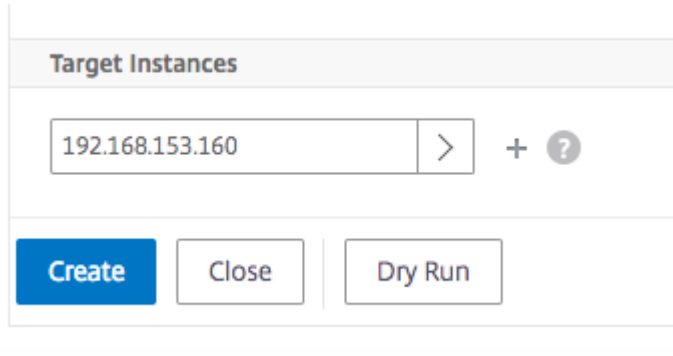 Target Instances
192.168.153.160 > + ?
Create Close Dry Run